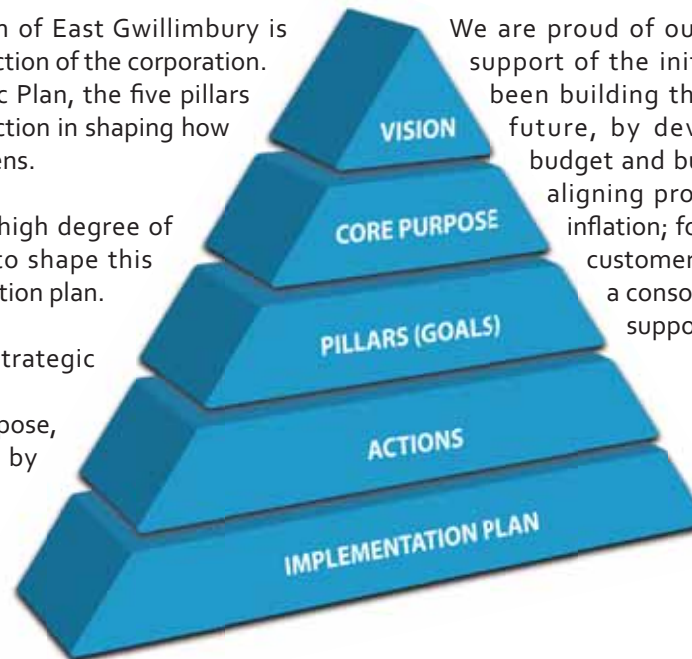 n of East Gwillimbury is
ction of the corporation.
c Plan, the five pillars
ction in shaping how
ens.
high degree of
to shape this
tion plan.
trategic
pose,
by
VISION
CORE PURPOSE
PILLARS (GOALS)
ACTIONS
IMPLEMENTATION PLAN
We are proud of ou
support of the init
been building th
future, by dev
budget and bu
aligning pro
inflation; fo
customer
a conso
suppo